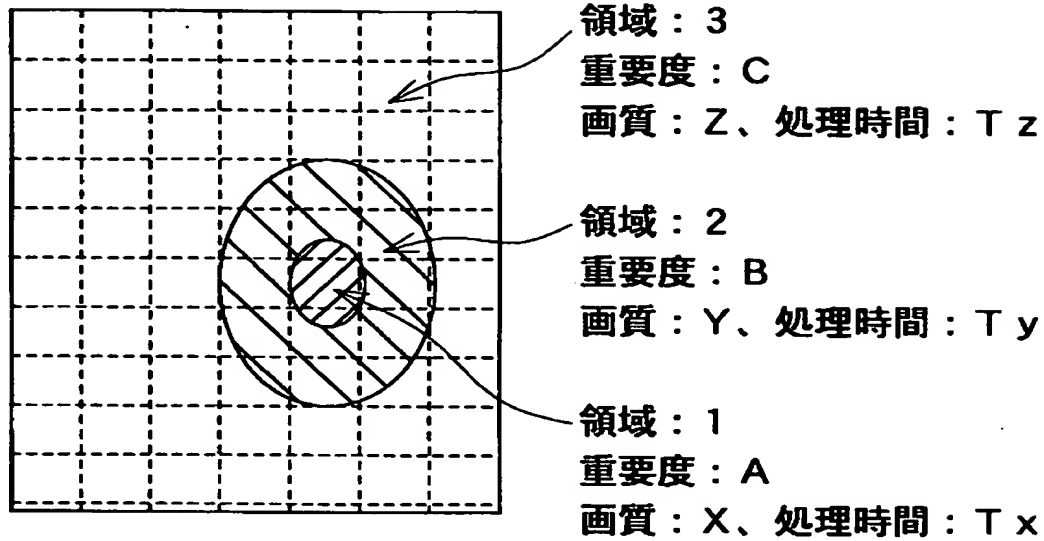 領域：3
重要度：C
画質：Z、処理時間：Tz
領域：2
重要度：B
画質：Y、処理時間：Ty
領域：1
重要度：A
画質：X、処理時間：Tx